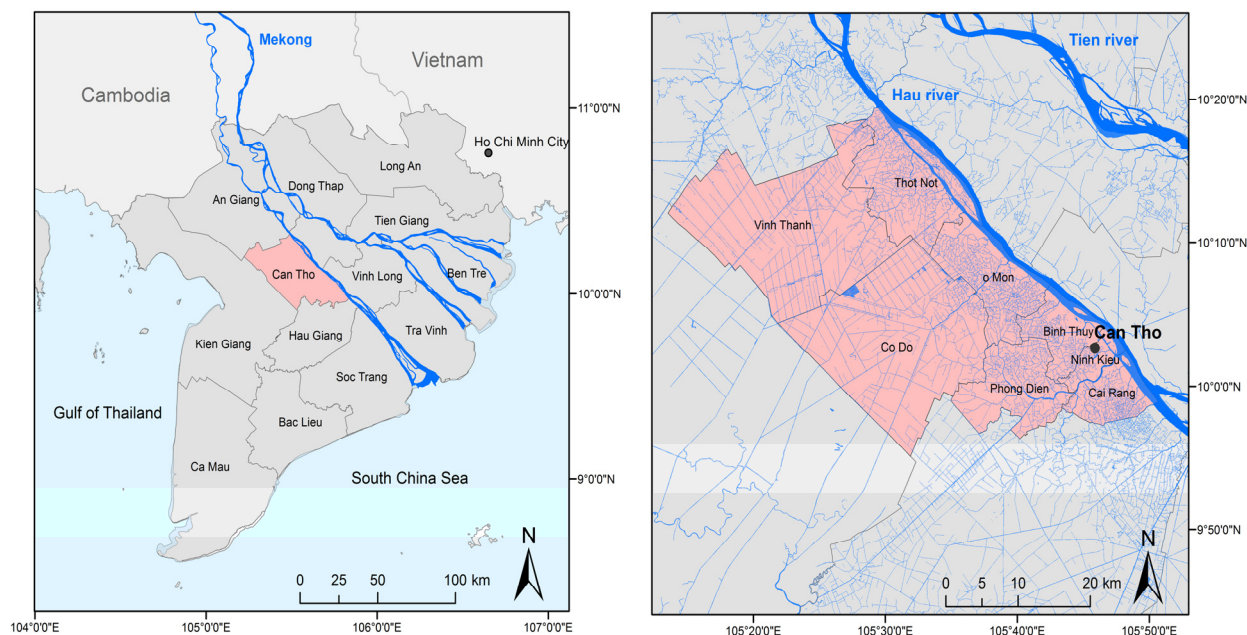 Mekong
Vietnam
Cambodia
11°0'0"N
Ho Chi Minh City
Long An
Dong Thap
An Giang
Tien Giang
Can Tho
Vinh Long
Ben Tre
10°0'0"N
Tra Vinh
Hau Giang
Kien Giang
Soc Trang
Gulf of Thailand
Bac Lieu
Ca Mau
South China Sea
9°0'0"N
N
0 25 50 100 km
104°0'0"E 105°0'0"E 106°0'0"E 107°0'0"E
Tien river
Hau river
10°20'0"N
Thot Not
Vinh Thanh
10°10'0"N
o Mon
Binh Thuy
Can Tho
Co Do
Ninh Kieu
Phong Dien
Cai Rang
10°0'0"N
9°50'0"N
N
0 5 10 20 km
105°20'0"E 105°30'0"E 105°40'0"E 105°50'0"E